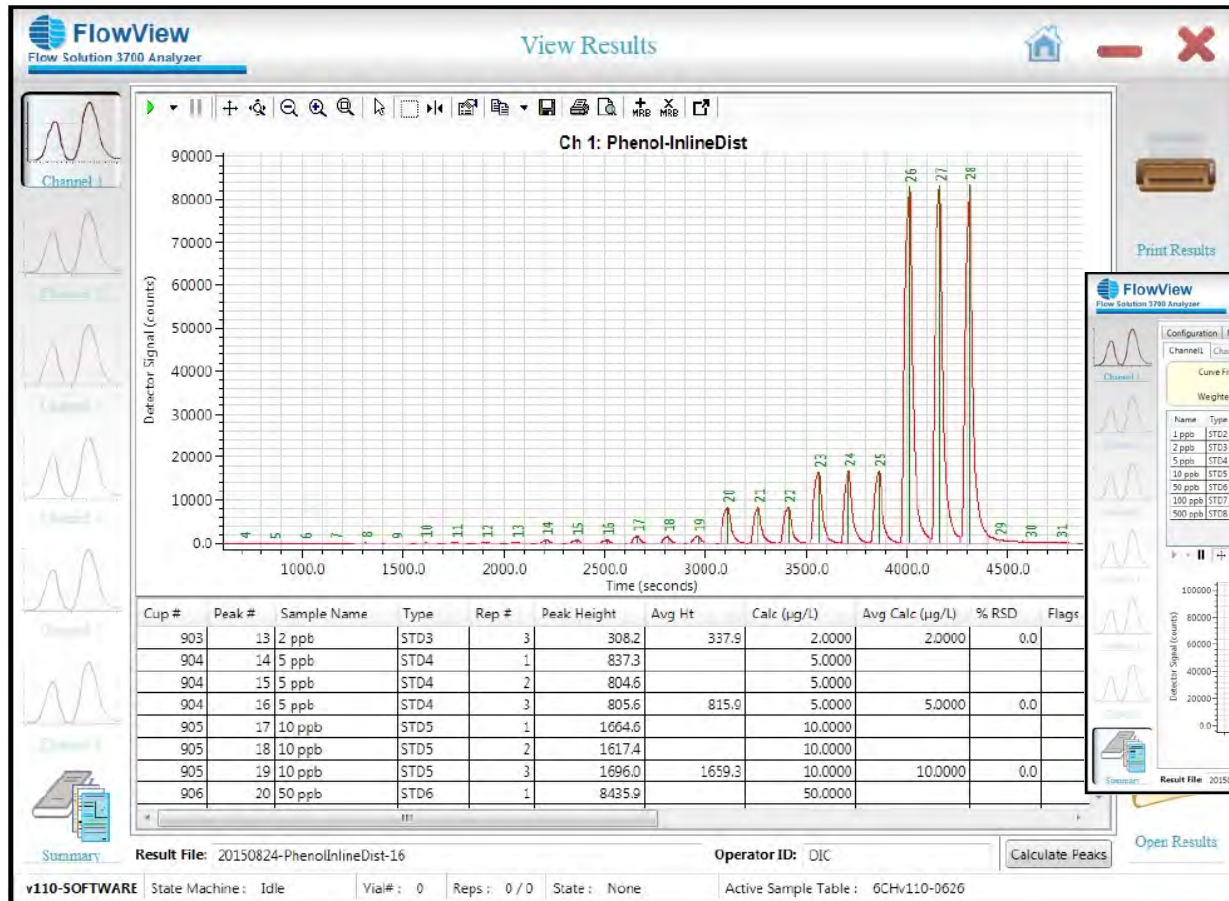 FlowView
Flow Solution 3700 Analyzer
View Results
Channel 1
MRB MRB
Ch 1: Phenol-InlineDist
Detector Signal (counts)
90000
80000
70000
60000
50000
40000
30000
20000
10000
0.0
4 5 6 7 8 9 10 11 12 13 14 15 16 17 18 19 20 21 22 23 24 25 26 27 28 29 30 31
1000.0 1500.0 2000.0 2500.0 3000.0 3500.0 4000.0 4500.0
Time (seconds)
Cup # Peak # Sample Name Type Rep # Peak Height Avg Ht Calc (µg/L) Avg Calc (µg/L) % RSD Flags
903 13 2 ppb STD3 3 308.2 337.9 2.0000 2.0000 0.0
904 14 5 ppb STD4 1 837.3 5.0000
904 15 5 ppb STD4 2 804.6 5.0000
904 16 5 ppb STD4 3 805.6 815.9 5.0000 5.0000 0.0
905 17 10 ppb STD5 1 1664.6 10.0000
905 18 10 ppb STD5 2 1617.4 10.0000
905 19 10 ppb STD5 3 1696.0 1659.3 10.0000 10.0000 0.0
906 20 50 ppb STD6 1 8435.9 50.0000
Summary
Result File: 20150824-PhenolInlineDist-16
Operator ID: OIC
Calculate Peaks
v110-SOFTWARE State Machine : Idle Vial# : 0 Reps : 0 / 0 State : None Active Sample Table : 6CHv110-0626
Print Results
Open Results
FlowView
Flow Solution 3700 Analyzer
Channel 1
Configuration
Channel1
Curve Fi
Weighte
Name Type
1 ppb STD2
2 ppb STD3
5 ppb STD4
10 ppb STD5
50 ppb STD6
100 ppb STD7
500 ppb STD8
Detector Signal (counts)
100000
80000
60000
40000
20000
0.0
Summary
Result File 2015